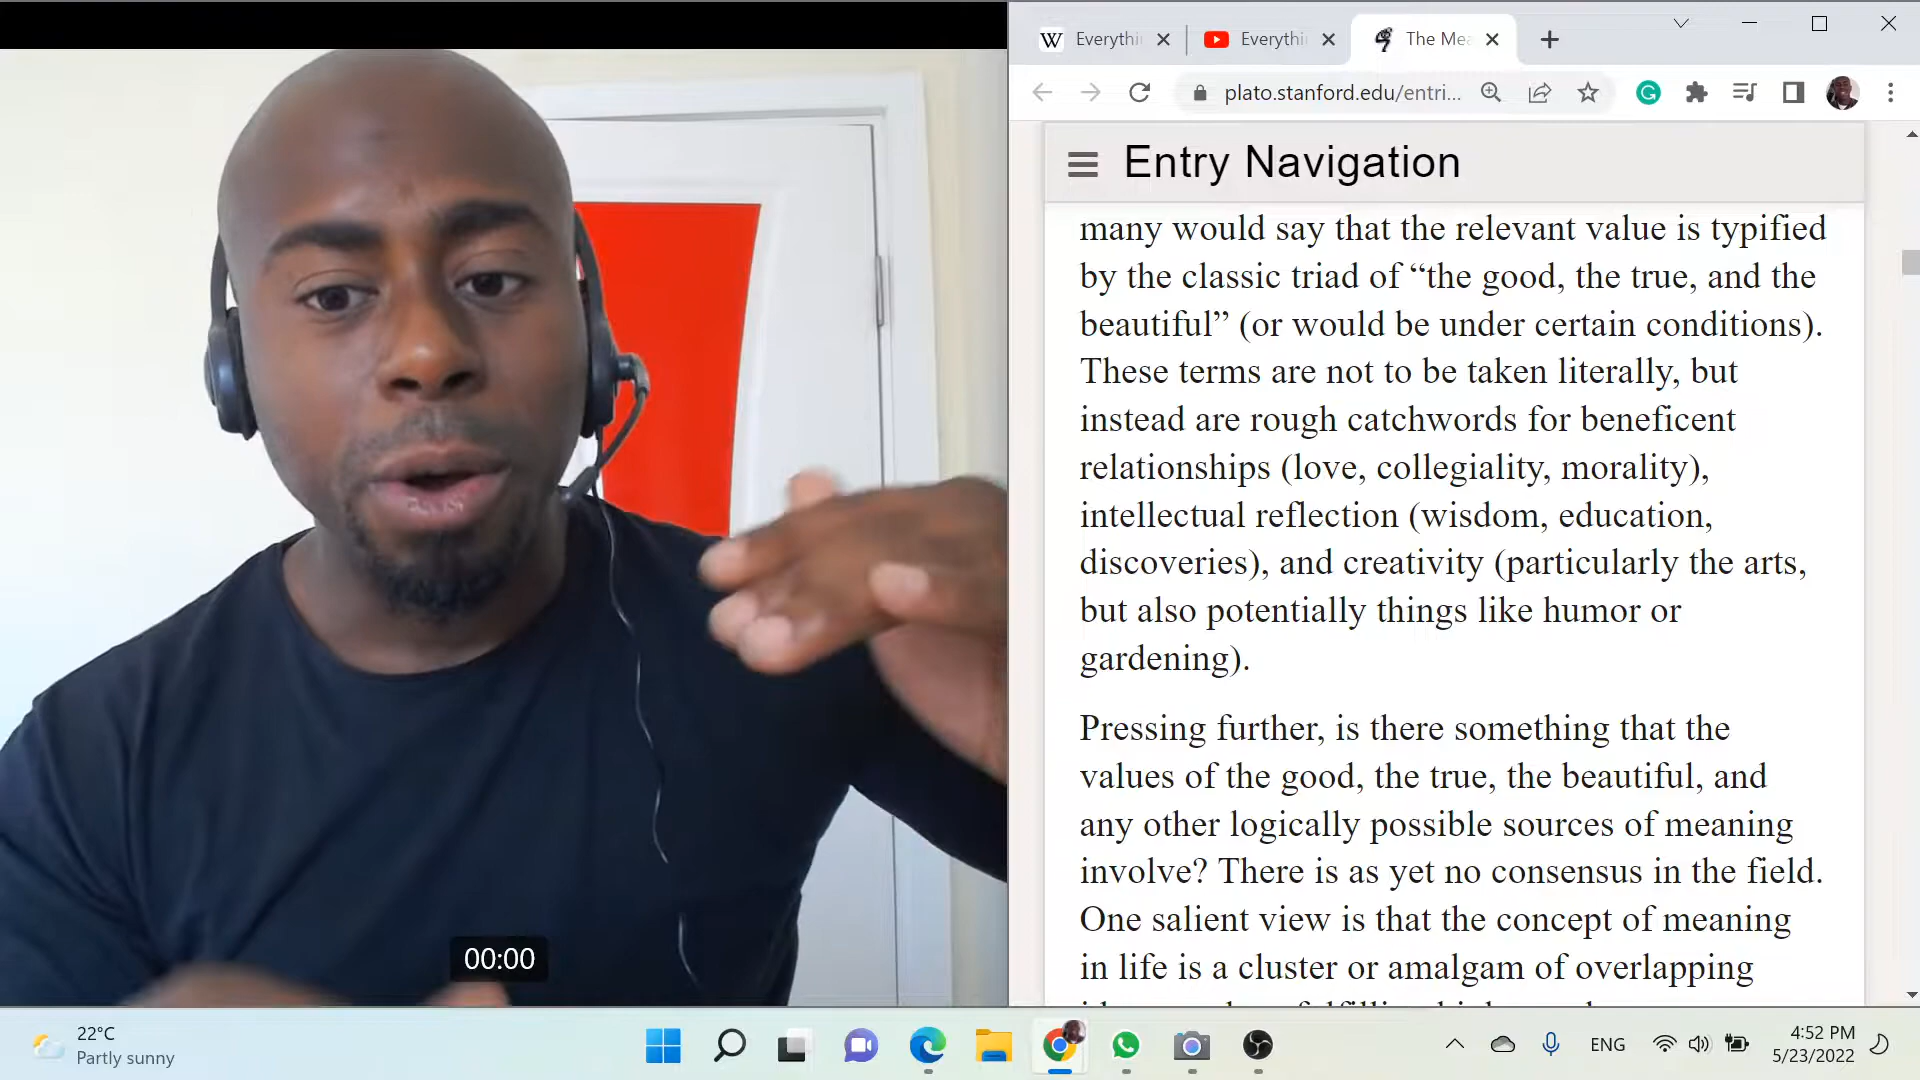 Everythi
Everythi
The Mea
plato.stanford.edu/entri...
Entry Navigation
many would say that the relevant value is typified
by the classic triad of “the good, the true, and the
beautiful” (or would be under certain conditions).
These terms are not to be taken literally, but
instead are rough catchwords for beneficent
relationships (love, collegiality, morality),
intellectual reflection (wisdom, education,
discoveries), and creativity (particularly the arts,
but also potentially things like humor or
gardening).
Pressing further, is there something that the
values of the good, the true, the beautiful, and
any other logically possible sources of meaning
involve? There is as yet no consensus in the field.
One salient view is that the concept of meaning
in life is a cluster or amalgam of overlapping
00:00
22°C
Partly sunny
ENG
4:52 PM
5/23/2022